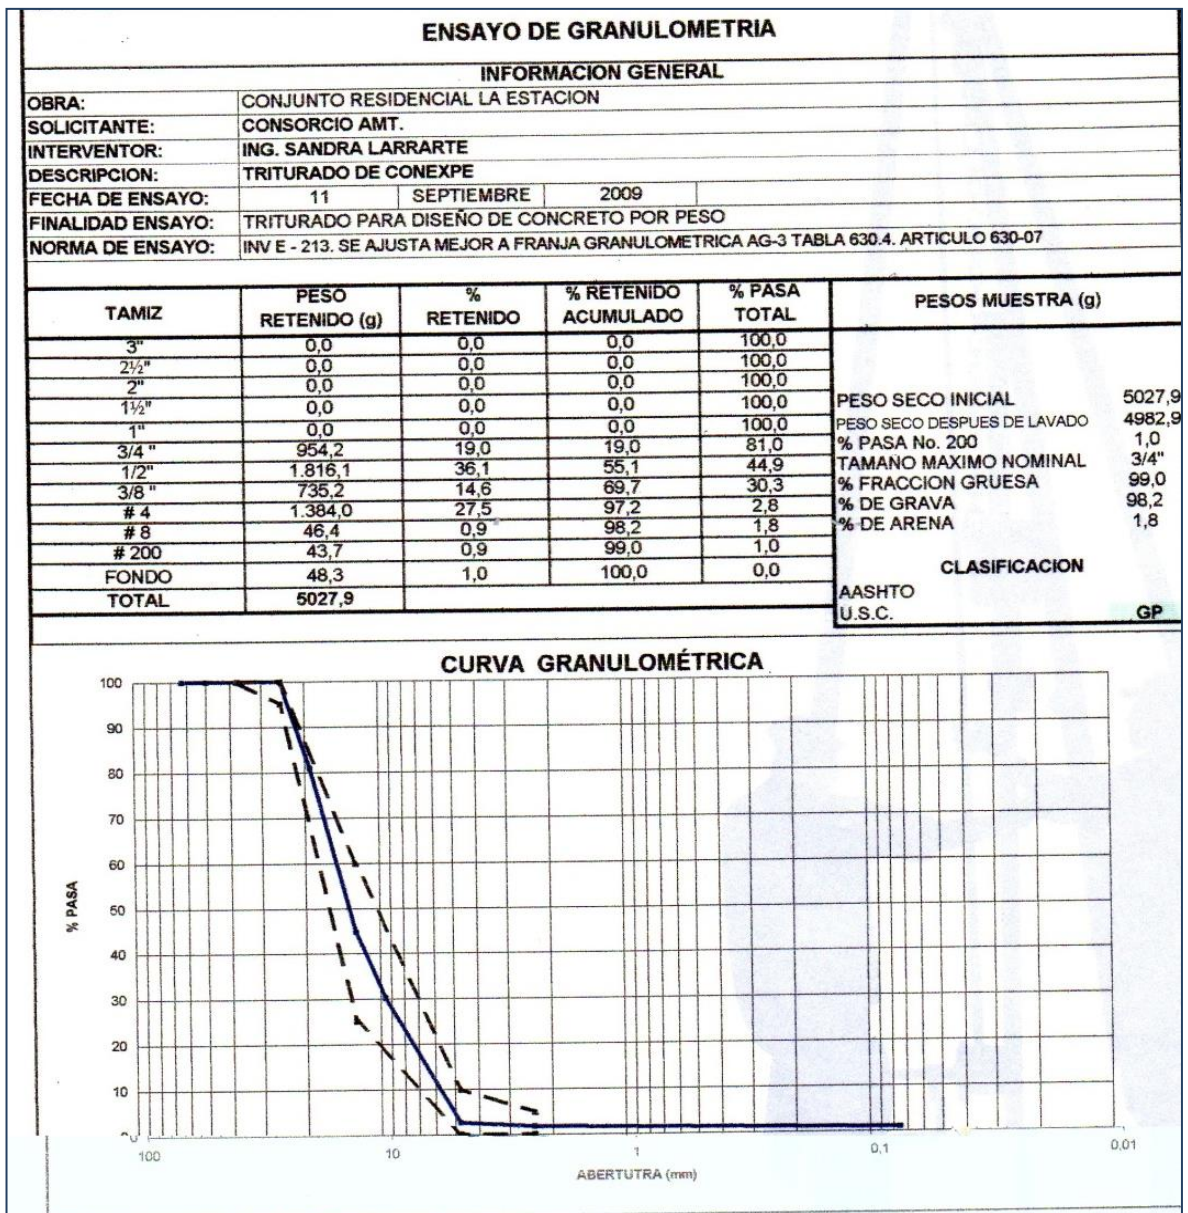 ENSAYO DE GRANULOMETRIA
INFORMACION GENERAL
OBRA: CONJUNTO RESIDENCIAL LA ESTACION
SOLICITANTE: CONSORCIO AMT.
INTERVENTOR: ING. SANDRA LARRARTE
DESCRIPCION: TRITURADO DE CONEXPE
FECHA DE ENSAYO: 11 SEPTIEMBRE 2009
FINALIDAD ENSAYO: TRITURADO PARA DISEÑO DE CONCRETO POR PESO
NORMA DE ENSAYO: INV E - 213. SE AJUSTA MEJOR A FRANJA GRANULOMETRICA AG-3 TABLA 630.4. ARTICULO 630-07
TAMIZ PESO RETENIDO (g) % RETENIDO % RETENIDO ACUMULADO % PASA TOTAL
3" 0,0 0,0 0,0 100,0
2½" 0,0 0,0 0,0 100,0
2" 0,0 0,0 0,0 100,0
1½" 0,0 0,0 0,0 100,0
1" 0,0 0,0 0,0 100,0
3/4 " 954,2 19,0 19,0 81,0
1/2" 1.816,1 36,1 55,1 44,9
3/8 " 735,2 14,6 69,7 30,3
# 4 1.384,0 27,5 97,2 2,8
# 8 46,4 0,9 98,2 1,8
# 200 43,7 0,9 99,0 1,0
FONDO 48,3 1,0 100,0 0,0
TOTAL 5027,9
PESOS MUESTRA (g)
PESO SECO INICIAL 5027,9
PESO SECO DESPUES DE LAVADO 4982,9
% PASA No. 200 1,0
TAMANO MAXIMO NOMINAL 3/4"
% FRACCION GRUESA 99,0
% DE GRAVA 98,2
% DE ARENA 1,8
CLASIFICACION
AASHTO
U.S.C. GP
CURVA GRANULOMÉTRICA
% PASA
100
90
80
70
60
50
40
30
20
10
0
100 10 1 0,1 0,01
ABERTUTRA (mm)